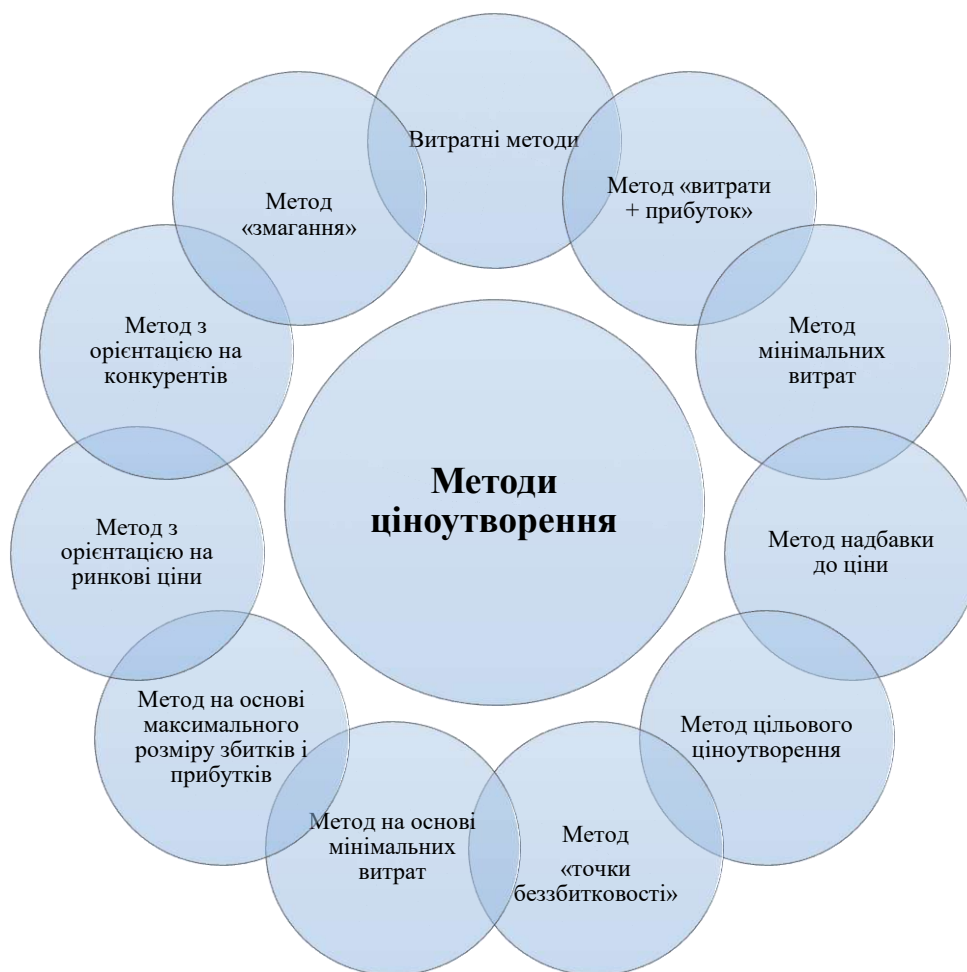 Витратні методи
Метод «витрати
+ прибуток»
Метод
мінімальних
витрат
Метод надбавки
до ціни
Метод цільового
ціноутворення
Метод
«точки
беззбитковості»
Метод на основі
мінімальних
витрат
Метод на основі
максимального
розміру збитків і
прибутків
Метод з
орієнтацією на
ринкові ціни
Метод з
орієнтацією на
конкурентів
Метод
«змагання»
Методи
ціноутворення